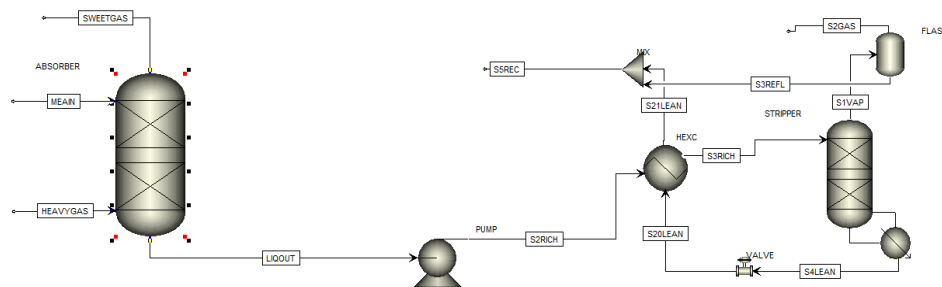 SWEETGAS
S2GAS
FLAS
MIX
ABSORBER
S5REC
S3REFL
MEAIN
S21LEAN
S1VAP
STRIPPER
HEXC
S3RICH
HEAVYGAS
PUMP
S2RICH
S20LEAN
LIQOUT
VALVE
S4LEAN